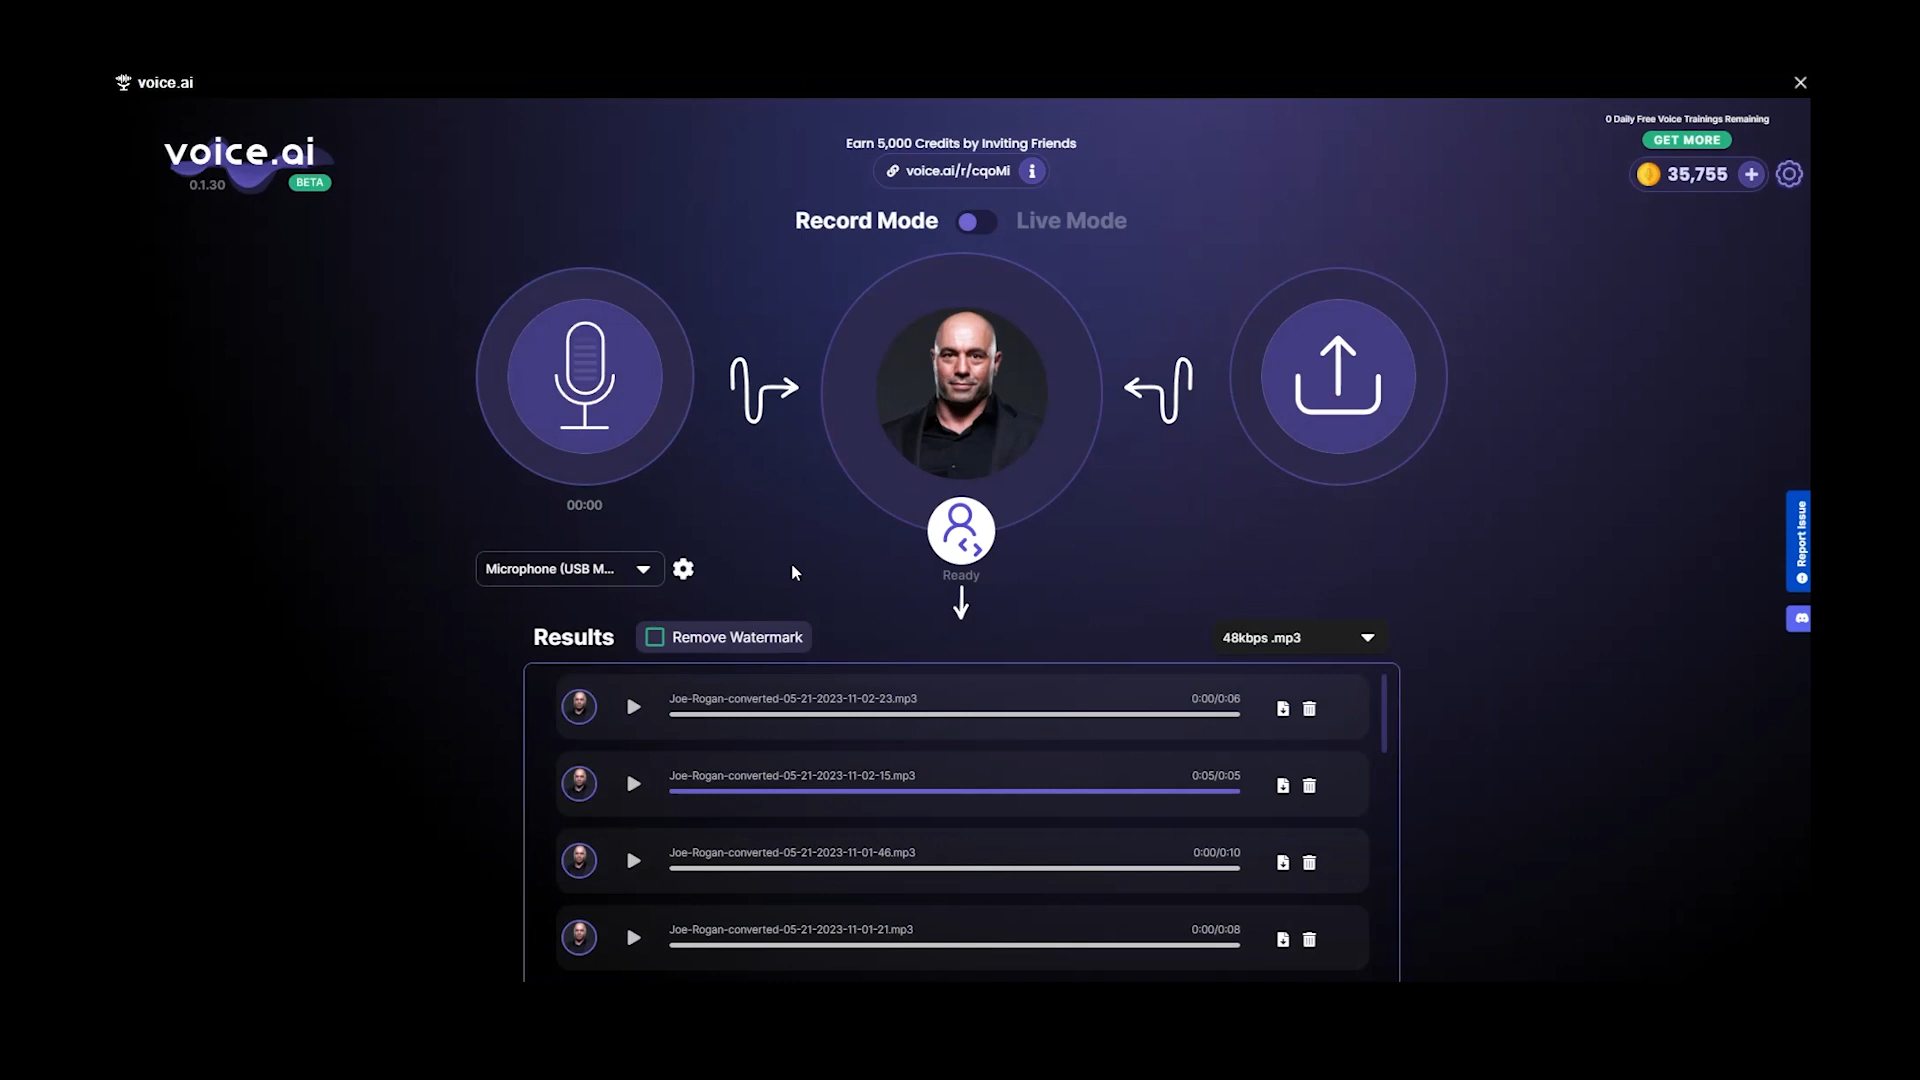 voice.ai
voice.ai
0.1.30
BETA
Earn 5,000 Credits by Inviting Friends
voice.ai/r/cqoMi
0 Daily Free Voice Trainings Remaining
GET MORE
35,755
Record Mode
Live Mode
00:00
Microphone (USB M...
Ready
Report Issue
Results
Remove Watermark
48kbps .mp3
Joe-Rogan-converted-05-21-2023-11-02-23.mp3
0:00/0:06
Joe-Rogan-converted-05-21-2023-11-02-15.mp3
0:05/0:05
Joe-Rogan-converted-05-21-2023-11-01-46.mp3
0:00/0:10
Joe-Rogan-converted-05-21-2023-11-01-21.mp3
0:00/0:08